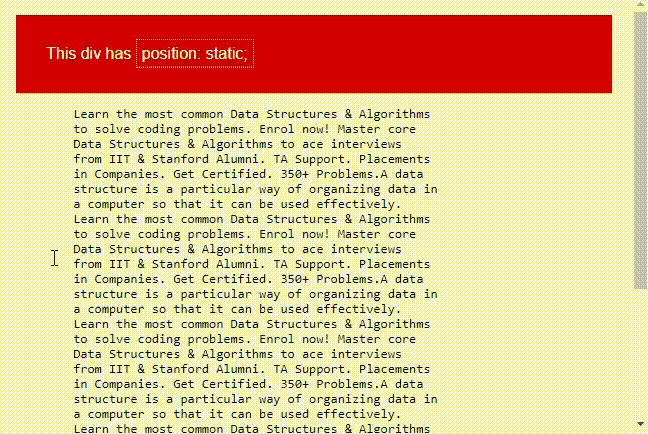 This div has position: static;
Learn the most common Data Structures & Algorithms
to solve coding problems. Enrol now! Master core
Data Structures & Algorithms to ace interviews
from IIT & Stanford Alumni. TA Support. Placements
in Companies. Get Certified. 350+ Problems.A data
structure is a particular way of organizing data in
a computer so that it can be used effectively.
Learn the most common Data Structures & Algorithms
to solve coding problems. Enrol now! Master core
Data Structures & Algorithms to ace interviews
from IIT & Stanford Alumni. TA Support. Placements
in Companies. Get Certified. 350+ Problems.A data
structure is a particular way of organizing data in
a computer so that it can be used effectively.
Learn the most common Data Structures & Algorithms
to solve coding problems. Enrol now! Master core
Data Structures & Algorithms to ace interviews
from IIT & Stanford Alumni. TA Support. Placements
in Companies. Get Certified. 350+ Problems.A data
structure is a particular way of organizing data in
a computer so that it can be used effectively.
Learn the most common Data Structures & Algorithms